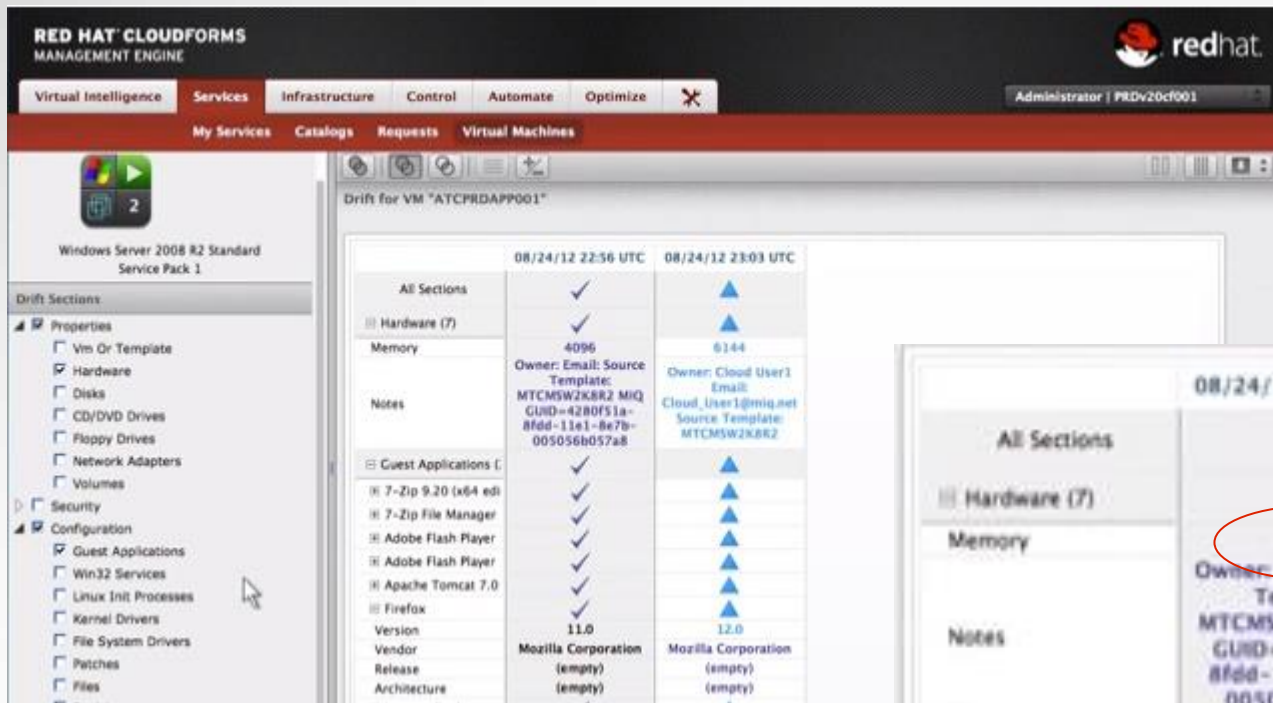 RED HAT CLOUDFORMS
MANAGEMENT ENGINE
redhat.
Virtual Intelligence Services Infrastructure Control Automate Optimize
Administrator | PRDv20cf001
My Services Catalogs Requests Virtual Machines
2
Windows Server 2008 R2 Standard
Service Pack 1
Drift Sections
Properties
Vm Or Template
Hardware
Disks
CD/DVD Drives
Floppy Drives
Network Adapters
Volumes
Security
Configuration
Guest Applications
Win32 Services
Linux Init Processes
Kernel Drivers
File System Drivers
Patches
Files
Drift for VM "ATCPRDAPP001"
08/24/12 22:56 UTC 08/24/12 23:03 UTC
All Sections
Hardware (7)
Memory 4096 6144
Notes
Owner: Email: Source
Template:
MTCMSW2K8R2 MIQ
GUID=4280f51a-
8fdd-11e1-8e7b-
005056b057a8
Owner: Cloud User1
Email:
Cloud_User1@miq.net
Source Template:
MTCMSW2K8R2
Guest Applications (
7-Zip 9.20 (x64 edi
7-Zip File Manager
Adobe Flash Player
Adobe Flash Player
Apache Tomcat 7.0
Firefox
Version 11.0 12.0
Vendor Mozilla Corporation Mozilla Corporation
Release (empty) (empty)
Architecture (empty) (empty)
08/24/
All Sections
Hardware (7)
Memory
Owner:
Te
MTCMS
Notes
GUID=
8fdd-
0050